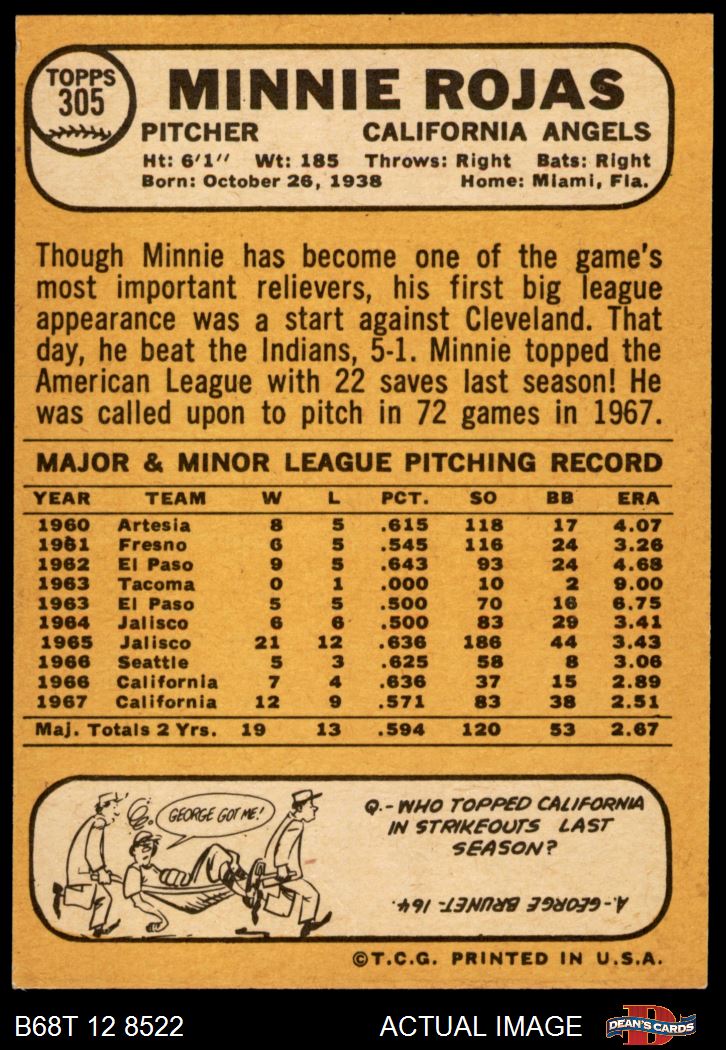 TOPPS
305
MINNIE ROJAS
PITCHER CALIFORNIA ANGELS
Ht: 6'1" Wt: 185 Throws: Right Bats: Right
Born: October 26, 1938 Home: Miami, Fla.
Though Minnie has become one of the game's
most important relievers, his first big league
appearance was a start against Cleveland. That
day, he beat the Indians, 5-1. Minnie topped the
American League with 22 saves last season! He
was called upon to pitch in 72 games in 1967.
MAJOR & MINOR LEAGUE PITCHING RECORD
YEAR TEAM W L PCT. SO BB ERA
1960 Artesia 8 5 .615 118 17 4.07
1961 Fresno 6 5 .545 116 24 3.26
1962 El Paso 9 5 .643 93 24 4.68
1963 Tacoma 0 1 .000 10 2 9.00
1963 El Paso 5 5 .500 70 16 6.75
1964 Jalisco 6 6 .500 83 29 3.41
1965 Jalisco 21 12 .636 186 44 3.43
1966 Seattle 5 3 .625 58 8 3.06
1966 California 7 4 .636 37 15 2.89
1967 California 12 9 .571 83 38 2.51
Maj. Totals 2 Yrs. 19 13 .594 120 53 2.67
GEORGE GOT ME!
Q.- WHO TOPPED CALIFORNIA
IN STRIKEOUTS LAST
SEASON?
A-GEORGE BRUNET-164.
©T.C.G. PRINTED IN U.S.A.
B68T 12 8522 ACTUAL IMAGE
D
DEAN'S CARDS